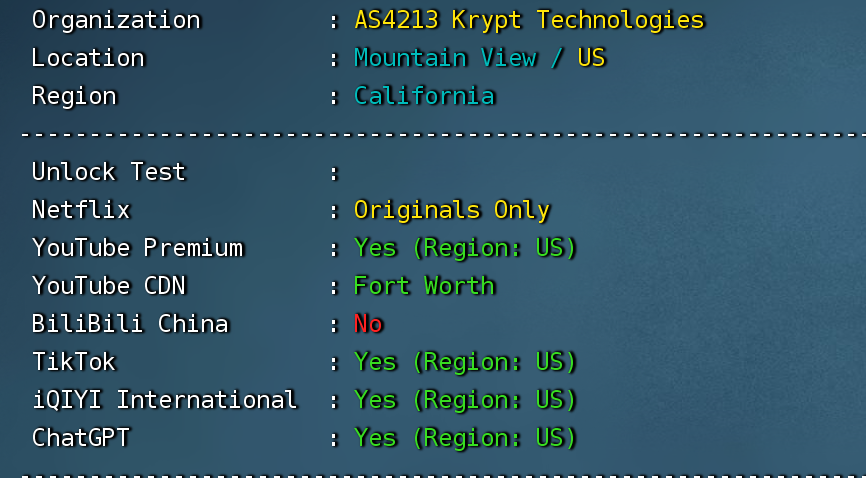 Organization : AS4213 Krypt Technologies
Location : Mountain View / US
Region : California
----------------------------------------------------------------------
Unlock Test :
Netflix : Originals Only
YouTube Premium : Yes (Region: US)
YouTube CDN : Fort Worth
BiliBili China : No
TikTok : Yes (Region: US)
iQIYI International : Yes (Region: US)
ChatGPT : Yes (Region: US)
----------------------------------------------------------------------